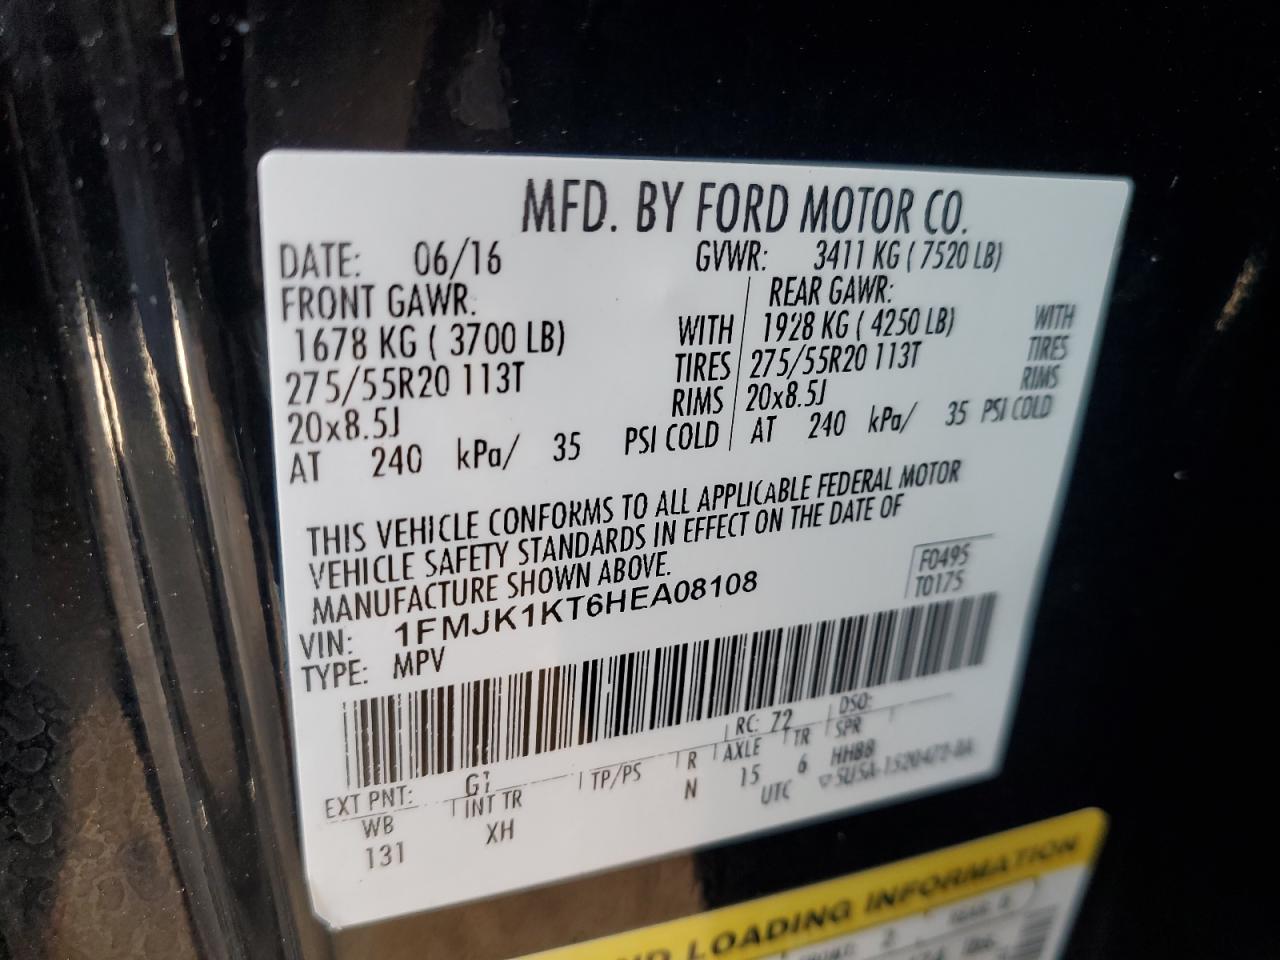 MFD. BY FORD MOTOR CO.
DATE: 06/16 GVWR: 3411 KG ( 7520 LB)
FRONT GAWR: REAR GAWR:
1678 KG ( 3700 LB) WITH 1928 KG ( 4250 LB) WITH
275/55R20 113T TIRES 275/55R20 113T TIRES
20x8.5J RIMS 20x8.5J RIMS
AT 240 kPa/ 35 PSI COLD AT 240 kPa/ 35 PSI COLD
THIS VEHICLE CONFORMS TO ALL APPLICABLE FEDERAL MOTOR
VEHICLE SAFETY STANDARDS IN EFFECT ON THE DATE OF
MANUFACTURE SHOWN ABOVE.
F0495
T0175
VIN: 1FMJK1KT6HEA08108
TYPE: MPV
EXT PNT: G1 RC: 72 DSO:
WB INT TR TP/PS R AXLE TR SPR
131 XH N 15 6 HHBB
UTC
LOADING INFORMATION
2